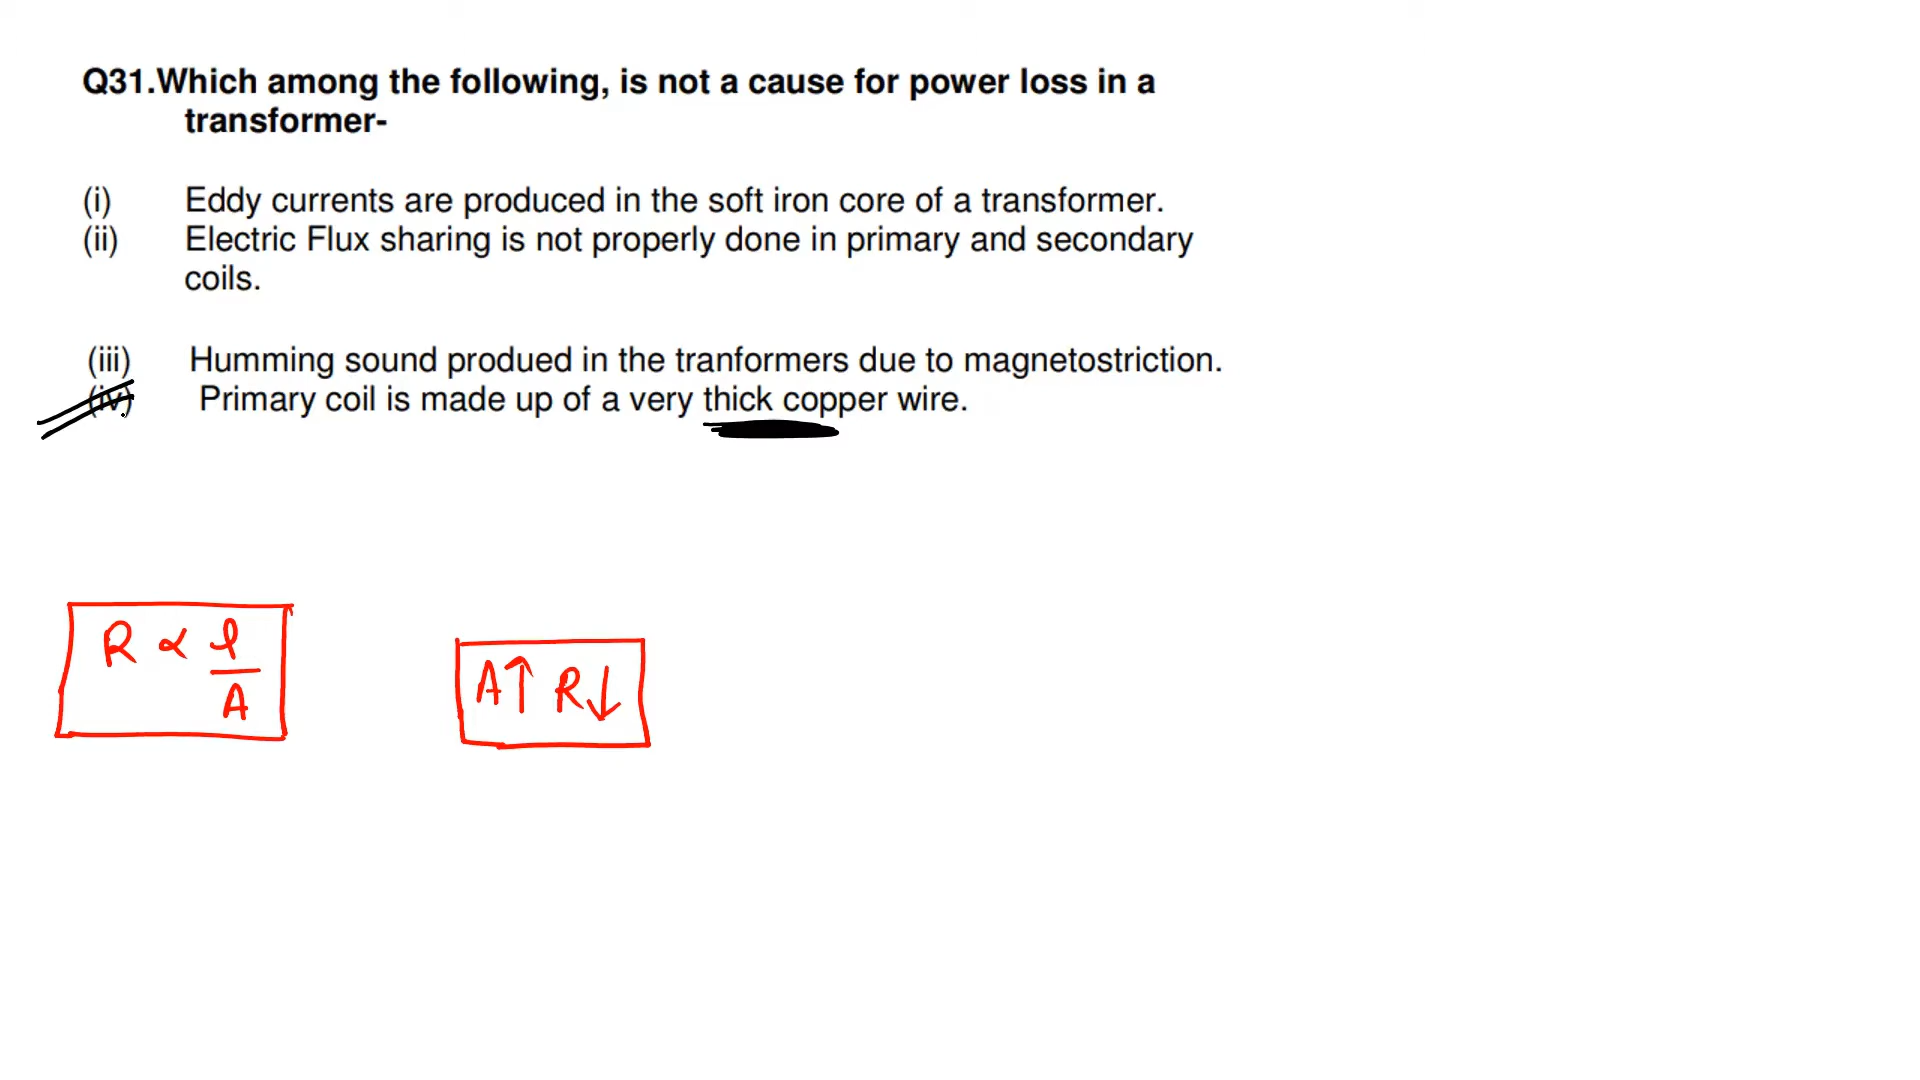 Q31.Which among the following, is not a cause for power loss in a
transformer-
(i) Eddy currents are produced in the soft iron core of a transformer.
(ii) Electric Flux sharing is not properly done in primary and secondary
coils.
(iii) Humming sound produed in the tranformers due to magnetostriction.
(iv) Primary coil is made up of a very thick copper wire.
R ∝ l/A
A↑ R↓